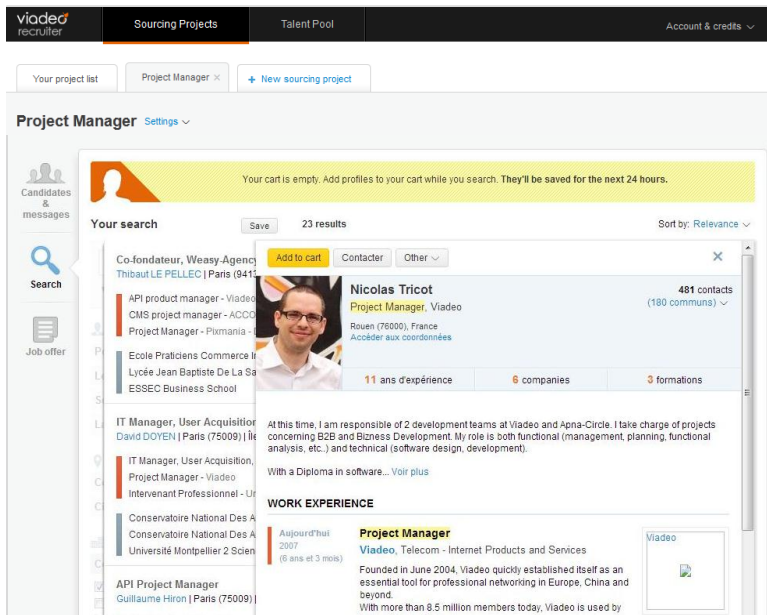 viadeo
recruiter
Sourcing Projects
Talent Pool
Account & credits
Your project list
Project Manager ×
+ New sourcing project
Project Manager Settings
Candidates
&
messages
Search
Job offer
Your cart is empty. Add profiles to your cart while you search. They'll be saved for the next 24 hours.
Your search
Save
23 results
Sort by: Relevance
Co-fondateur, Weasy-Agency
Thibaut LE PELLEC | Paris (9413
API product manager - Viadeo
CMS project manager - ACCO
Project Manager - Pixmania -
Ecole Praticiens Commerce I
Lycée Jean Baptiste De La Sa
ESSEC Business School
IT Manager, User Acquisition
David DOYEN | Paris (75009) | Île
IT Manager, User Acquisition,
Project Manager - Viadeo
Intervenant Professionnel - Un
Conservatoire National Des A
Conservatoire National Des A
Université Montpellier 2 Scien
API Project Manager
Guillaume Hiron | Paris (75009) |
Add to cart
Contacter
Other
×
Nicolas Tricot
Project Manager, Viadeo
Rouen (76000), France
Accéder aux coordonnées
481 contacts
(180 communs)
11 ans d'expérience
6 companies
3 formations
At this time, I am responsible of 2 development teams at Viadeo and Apna-Circle. I take charge of projects
concerning B2B and Bizness Development. My role is both functional (management, planning, functional
analysis, etc..) and technical (software design, development).
With a Diploma in software... Voir plus
WORK EXPERIENCE
Aujourd'hui
2007
(6 ans et 3 mois)
Project Manager
Viadeo, Telecom - Internet Products and Services
Founded in June 2004, Viadeo quickly established itself as an
essential tool for professional networking in Europe, China and
beyond.
With more than 8.5 million members today, Viadeo is used by
Viadeo